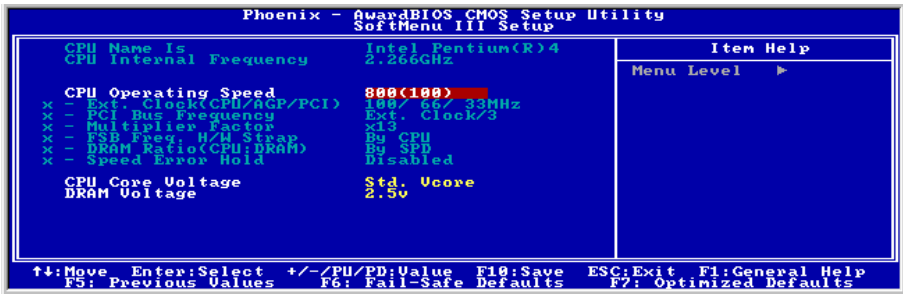 Phoenix - AwardBIOS CMOS Setup Utility
SoftMenu III Setup
CPU Name Is Intel Pentium(R)4
CPU Internal Frequency 2.266GHz
CPU Operating Speed 800(100)
x - Ext. Clock(CPU/AGP/PCI) 100/ 66/ 33MHz
x - PCI Bus Frequency Ext. Clock/3
x - Multiplier Factor x13
x - FSB Freq. H/W Strap By CPU
x - DRAM Ratio(CPU:DRAM) By SPD
x - Speed Error Hold Disabled
CPU Core Voltage Std. Vcore
DRAM Voltage 2.5v
Item Help
Menu Level ►
↑↓:Move Enter:Select +/-/PU/PD:Value F10:Save ESC:Exit F1:General Help
F5: Previous Values F6: Fail-Safe Defaults F7: Optimized Defaults